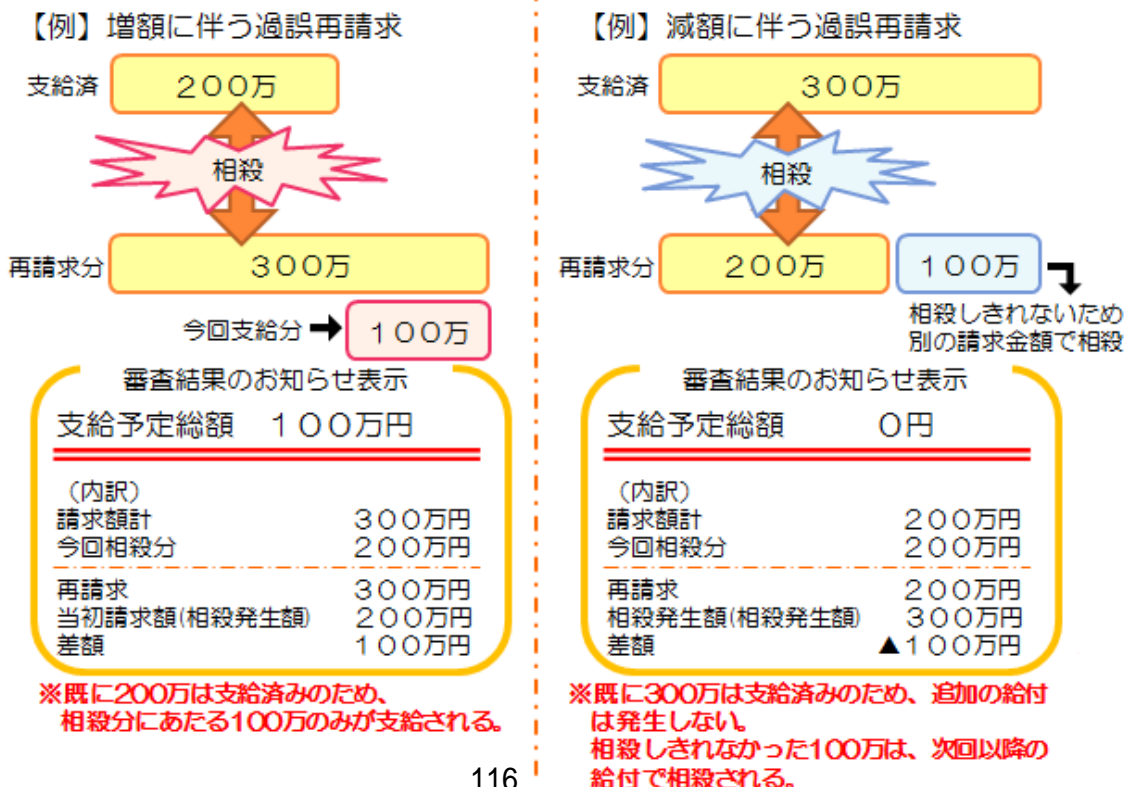 【例】増額に伴う過誤再請求
支給済
200万
相殺
再請求分
300万
今回支給分
100万
審査結果のお知らせ表示
支給予定総額 100万円
（内訳）
請求額計 300万円
今回相殺分 200万円
再請求 300万円
当初請求額(相殺発生額) 200万円
差額 100万円
※既に200万は支給済みのため、
相殺分にあたる100万のみが支給される。
【例】減額に伴う過誤再請求
支給済
300万
相殺
再請求分
200万
100万
相殺しきれないため
別の請求金額で相殺
審査結果のお知らせ表示
支給予定総額 0円
（内訳）
請求額計 200万円
今回相殺分 200万円
再請求 200万円
相殺発生額(相殺発生額) 300万円
差額 ▲100万円
※既に300万は支給済みのため、追加の給付
は発生しない。
相殺しきれなかった100万は、次回以降の
給付で相殺される。
116